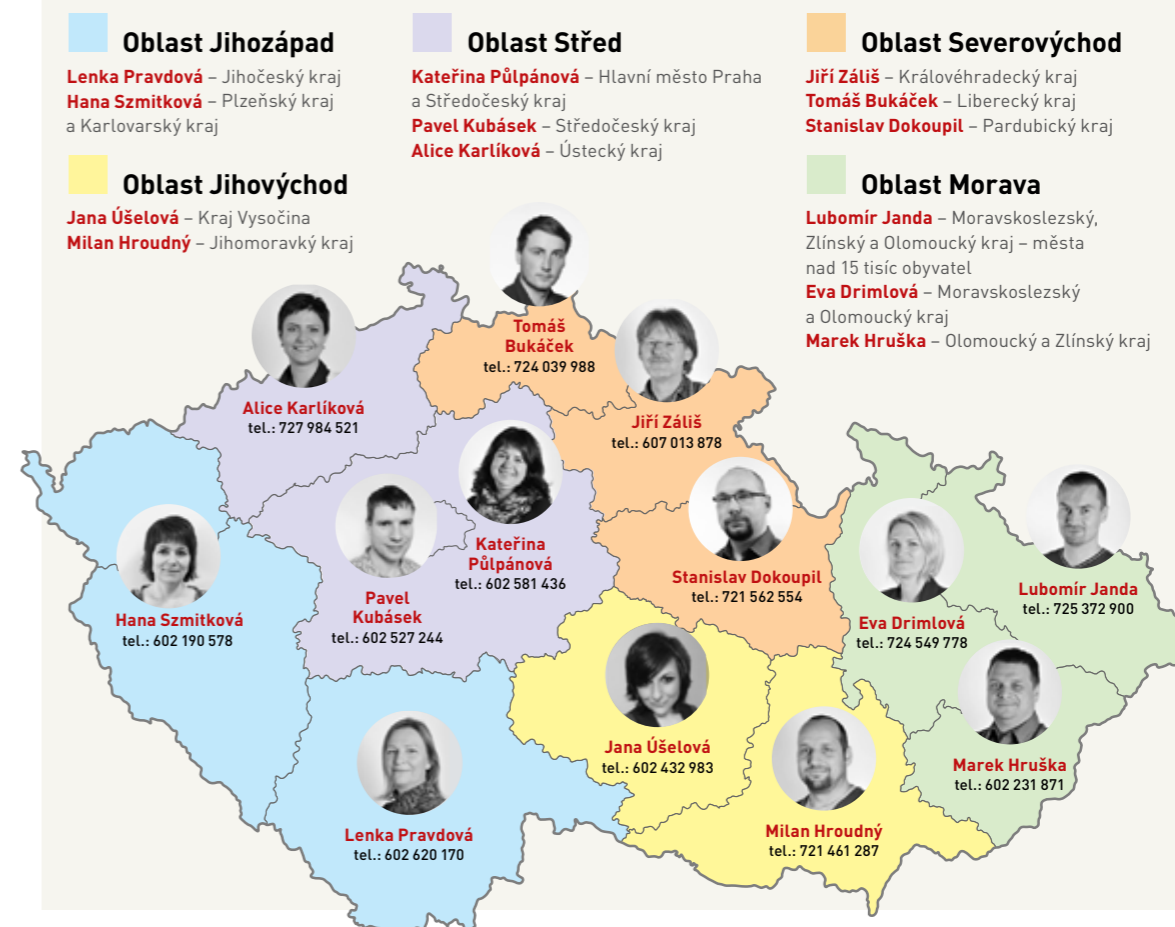 Oblast Jihozápad
Lenka Pravdová – Jihočeský kraj
Hana Szmitková – Plzeňský kraj
a Karlovarský kraj
Oblast Střed
Kateřina Půlpánová – Hlavní město Praha
a Středočeský kraj
Pavel Kubásek – Středočeský kraj
Alice Karlíková – Ústecký kraj
Oblast Severovýchod
Jiří Záliš – Královéhradecký kraj
Tomáš Bukáček – Liberecký kraj
Stanislav Dokoupil – Pardubický kraj
Oblast Jihovýchod
Jana Úšelová – Kraj Vysočina
Milan Hroudný – Jihomoravký kraj
Oblast Morava
Lubomír Janda – Moravskoslezský,
Zlínský a Olomoucký kraj – města
nad 15 tisíc obyvatel
Eva Drimlová – Moravskoslezský
a Olomoucký kraj
Marek Hruška – Olomoucký a Zlínský kraj
Tomáš
Bukáček
tel.: 724 039 988
Alice Karlíková
tel.: 727 984 521
Jiří Záliš
tel.: 607 013 878
Kateřina
Půlpánová
tel.: 602 581 436
Stanislav Dokoupil
tel.: 721 562 554
Lubomír Janda
tel.: 725 372 900
Hana Szmitková
tel.: 602 190 578
Pavel
Kubásek
tel.: 602 527 244
Eva Drimlová
tel.: 724 549 778
Jana Úšelová
tel.: 602 432 983
Marek Hruška
tel.: 602 231 871
Lenka Pravdová
tel.: 602 620 170
Milan Hroudný
tel.: 721 461 287